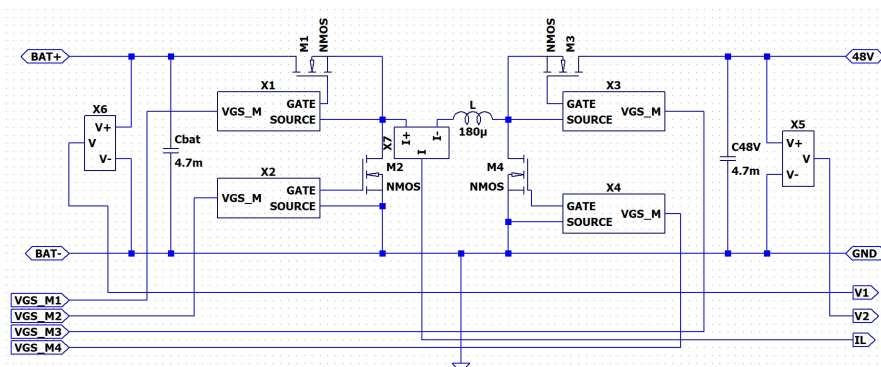 M1
NMOS
NMOS
M3
BAT+
48V
X1
VGS_M
GATE
SOURCE
X3
GATE
SOURCE
VGS_M
L
180µ
X6
V+
V
V-
Cbat
4.7m
X7
I+
I-
I
C48V
4.7m
X5
V+
V
V-
X2
VGS_M
GATE
SOURCE
M2
NMOS
M4
NMOS
X4
GATE
SOURCE
VGS_M
BAT-
GND
VGS_M1
VGS_M2
VGS_M3
VGS_M4
V1
V2
IL